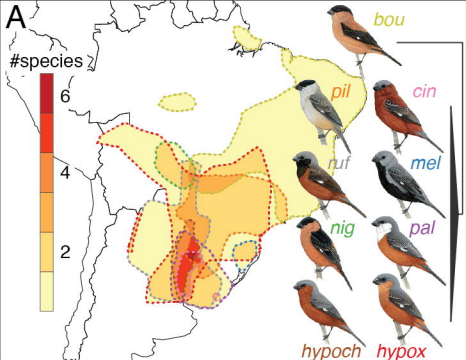 A
bou
#species
6
pil
cin
4
ruf
mel
2
nig
pal
hypoch
hypox